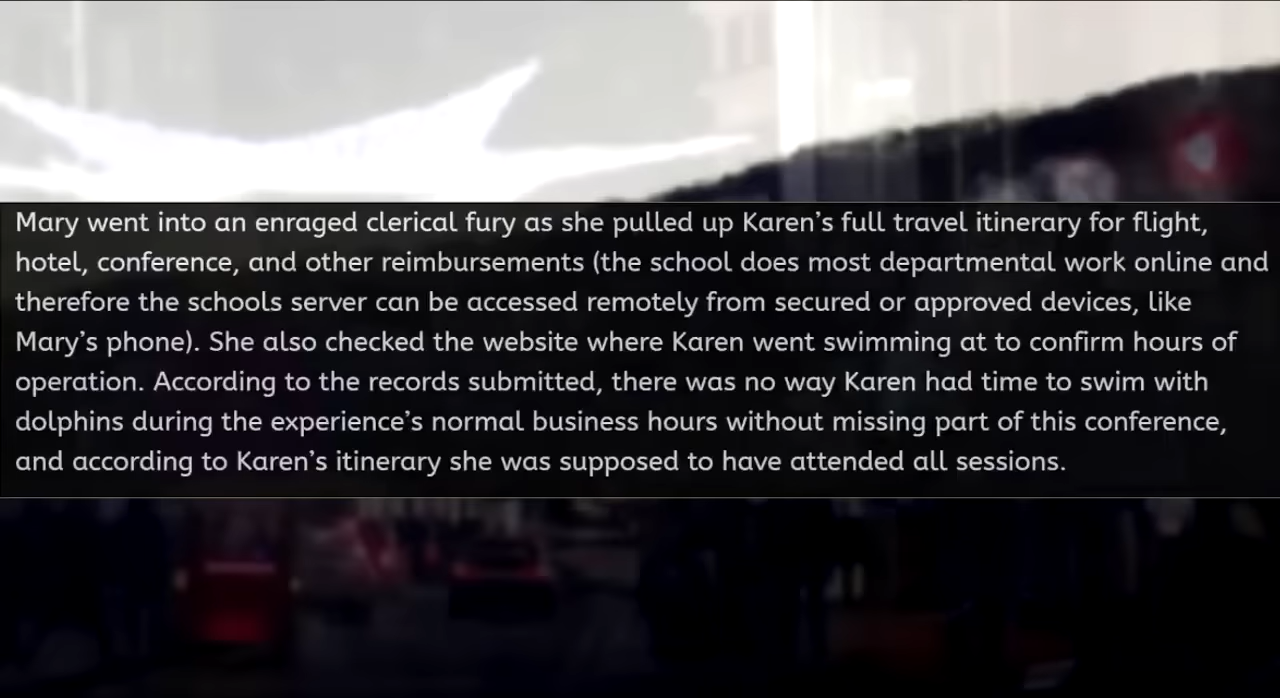 Mary went into an enraged clerical fury as she pulled up Karen’s full travel itinerary for flight,
hotel, conference, and other reimbursements (the school does most departmental work online and
therefore the schools server can be accessed remotely from secured or approved devices, like
Mary’s phone). She also checked the website where Karen went swimming at to confirm hours of
operation. According to the records submitted, there was no way Karen had time to swim with
dolphins during the experience’s normal business hours without missing part of this conference,
and according to Karen’s itinerary she was supposed to have attended all sessions.